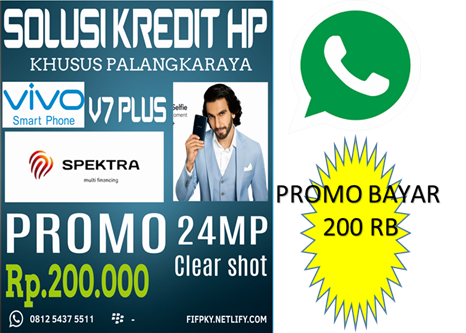 SOLUSI KREDIT HP
KHUSUS PALANGKARAYA
vivo
Smart Phone
V7 PLUS
Selfie
oment
SPEKTRA
multi financing
PROMO
Rp.200.000
24MP
Clear shot
0812 5437 5511
-
FIFPKY.NETLIFY.COM
PROMO BAYAR
200 RB